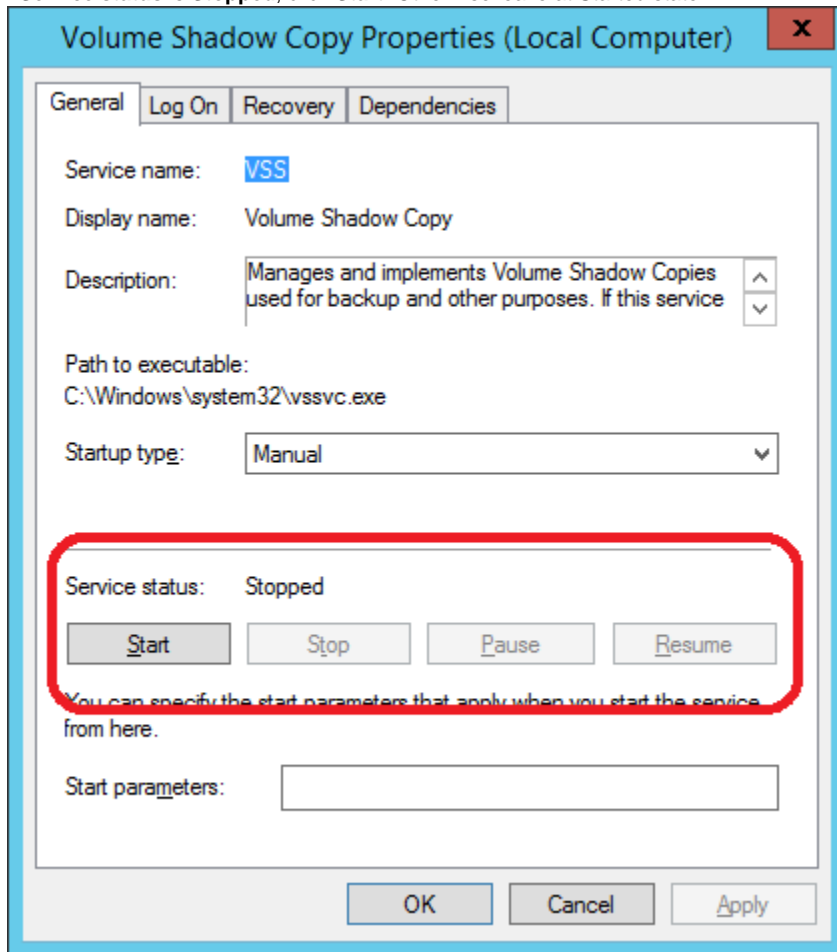 Volume Shadow Copy Properties (Local Computer)
x
General Log On Recovery Dependencies
Service name: VSS
Display name: Volume Shadow Copy
Description: Manages and implements Volume Shadow Copies
used for backup and other purposes. If this service
Path to executable:
C:\Windows\system32\vssvc.exe
Startup type: Manual
Service status: Stopped
Start Stop Pause Resume
You can specify the start parameters that apply when you start the service
from here.
Start parameters:
OK Cancel Apply